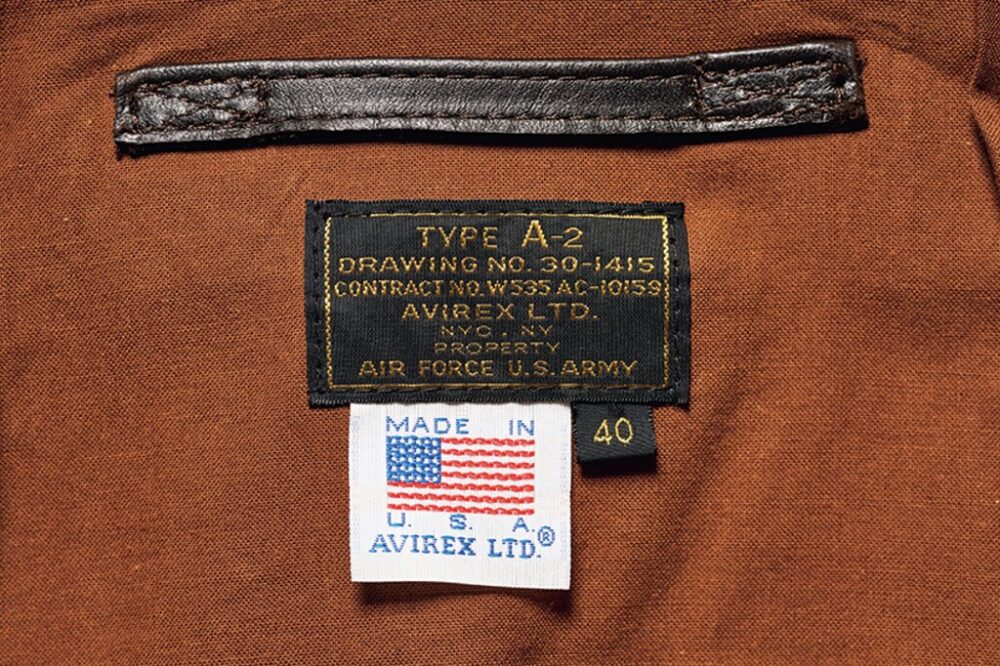 TYPE A-2
DRAWING NO. 30-1415
CONTRACT NO. W535 AC-10159
AVIREX LTD.
NYC. NY
PROPERTY
AIR FORCE U.S. ARMY
40
MADE IN
U. S. A.
AVIREX LTD.®